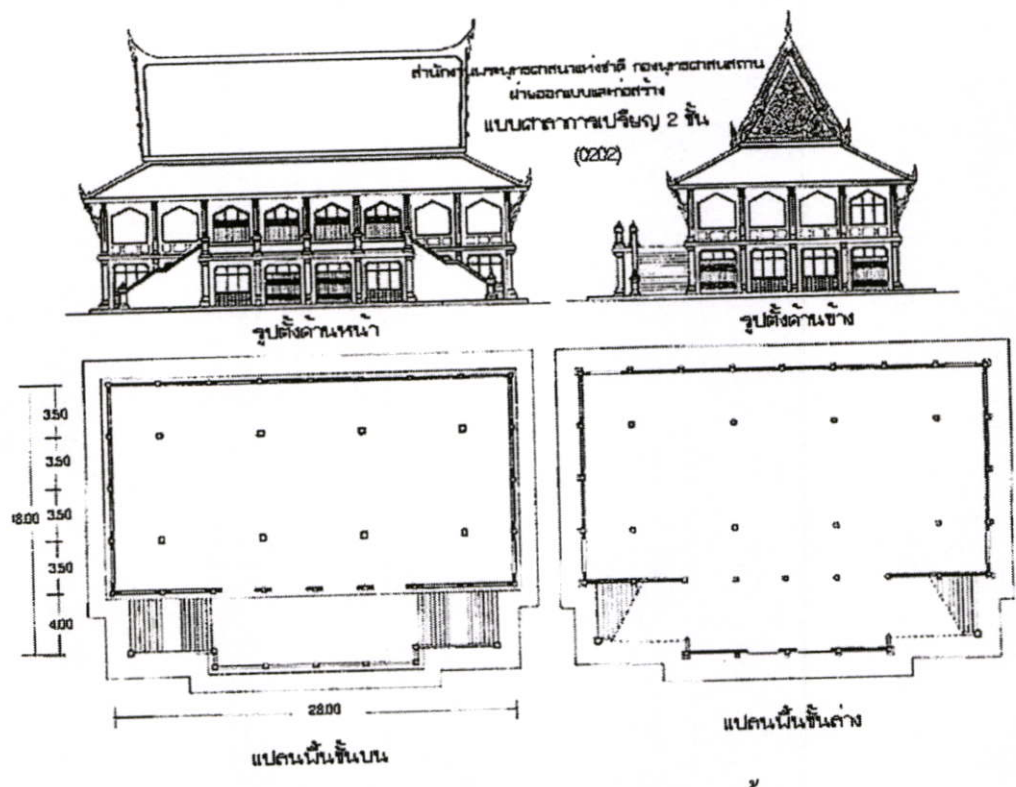 สำนักงานพระพุทธศาสนาแห่งชาติ กองพุทธศาสนสถาน
ฝ่ายออกแบบและก่อสร้าง
แบบศาลาการเปรียญ 2 ชั้น
(0202)
รูปตั้งด้านหน้า
รูปตั้งด้านข้าง
3.50
3.50
18.00
3.50
3.50
4.00
28.00
แปลนพื้นชั้นบน
แปลนพื้นชั้นล่าง